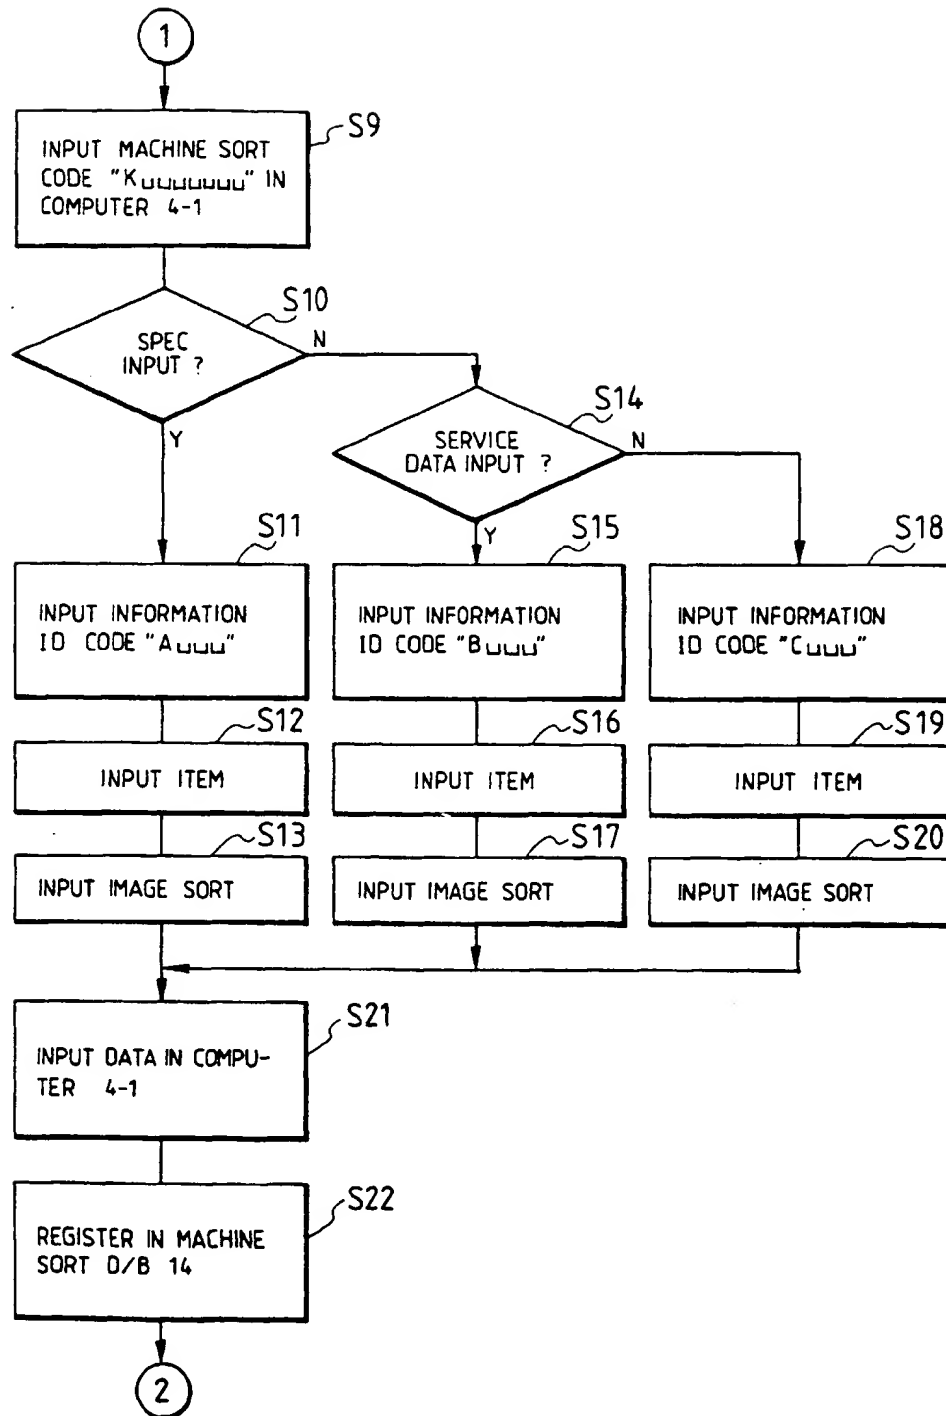 1
S9
INPUT MACHINE SORT
CODE "K␣␣␣␣␣␣␣" IN
COMPUTER 4-1
S10
SPEC
INPUT ?
N
Y
S14
SERVICE
DATA INPUT ?
N
Y
S11
INPUT INFORMATION
ID CODE "A␣␣␣"
S15
INPUT INFORMATION
ID CODE "B␣␣␣"
S18
INPUT INFORMATION
ID CODE "C␣␣␣"
S12
INPUT ITEM
S16
INPUT ITEM
S19
INPUT ITEM
S13
INPUT IMAGE SORT
S17
INPUT IMAGE SORT
S20
INPUT IMAGE SORT
S21
INPUT DATA IN COMPU-
TER 4-1
S22
REGISTER IN MACHINE
SORT D/B 14
2